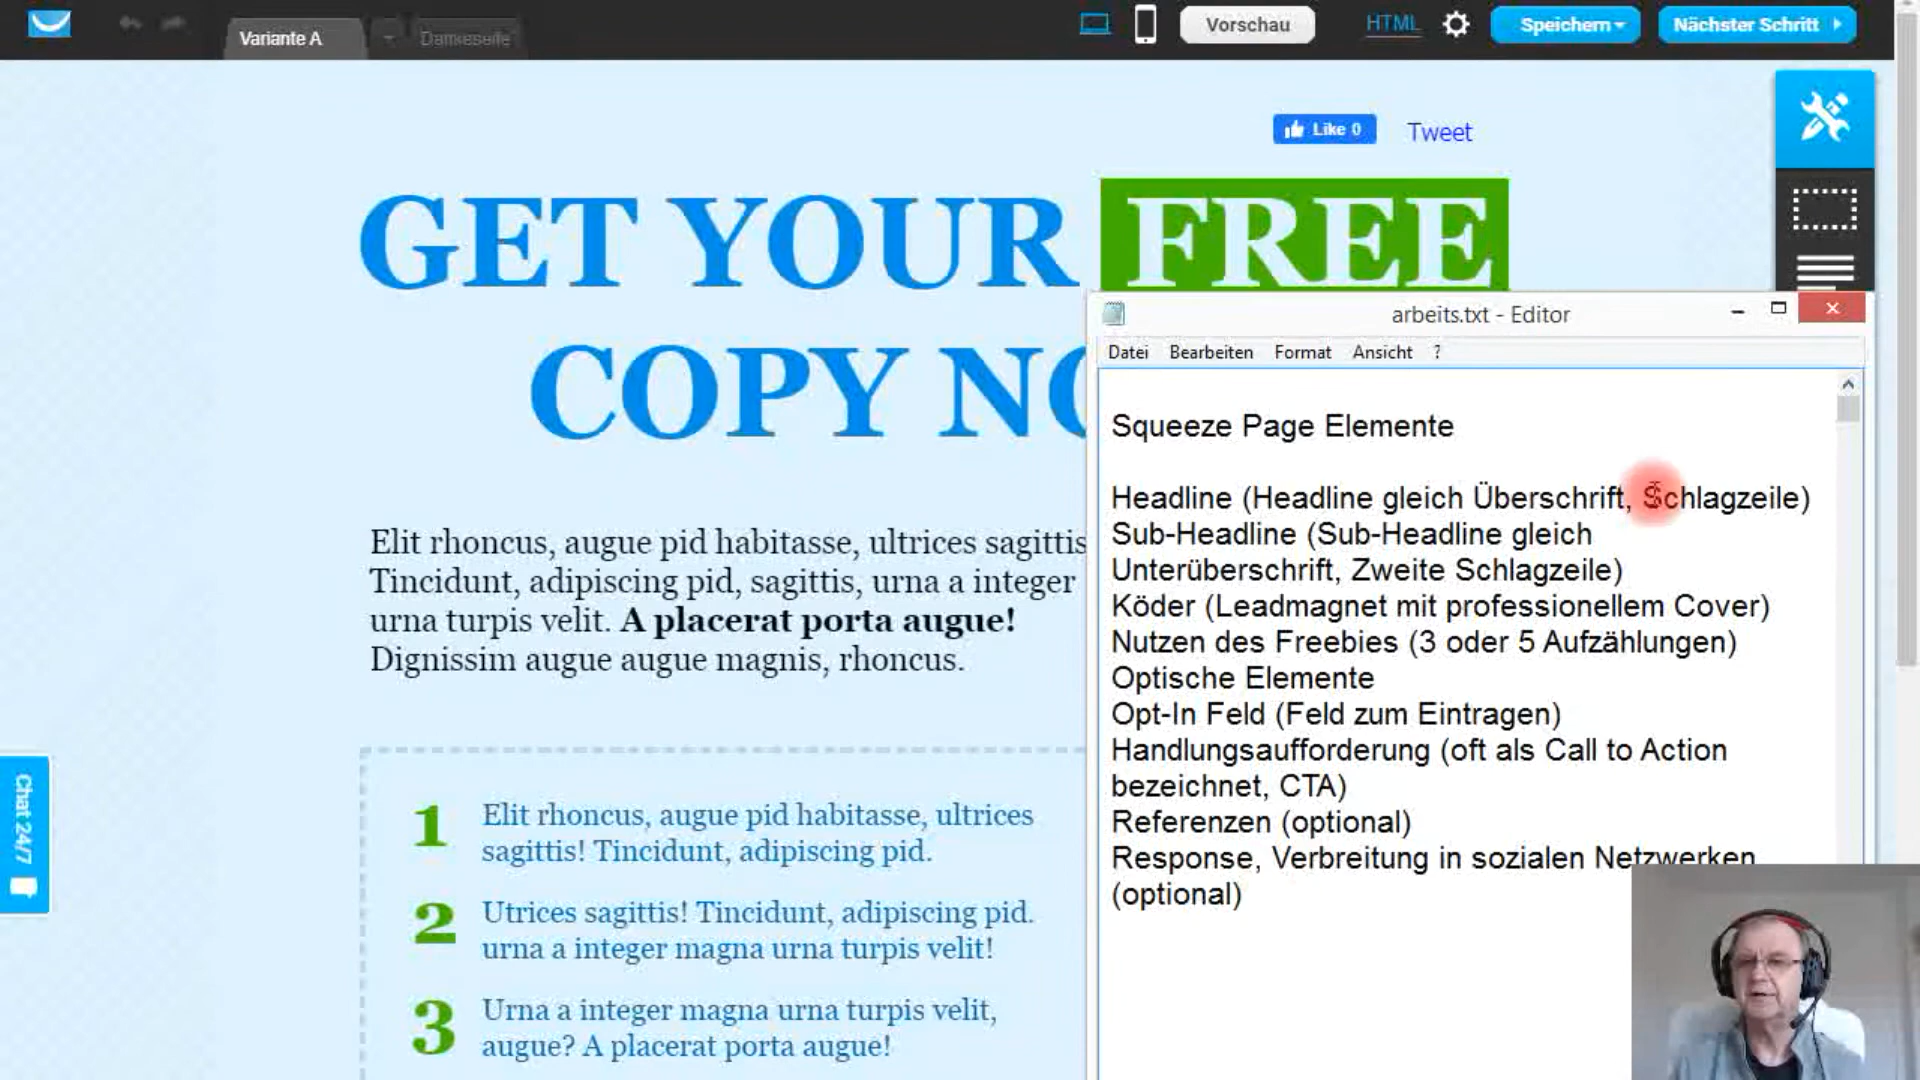 Variante A
Dankeseite
Vorschau
HTML
Speichern
Nächster Schritt
Like 0
Tweet
GET YOUR FREE
COPY NO
Elit rhoncus, augue pid habitasse, ultrices sagittis
Tincidunt, adipiscing pid, sagittis, urna a integer
urna turpis velit. A placerat porta augue!
Dignissim augue augue magnis, rhoncus.
1 Elit rhoncus, augue pid habitasse, ultrices
sagittis! Tincidunt, adipiscing pid.
2 Utrices sagittis! Tincidunt, adipiscing pid.
urna a integer magna urna turpis velit!
3 Urna a integer magna urna turpis velit,
augue? A placerat porta augue!
Chat 24/7
arbeits.txt - Editor
Datei Bearbeiten Format Ansicht ?
Squeeze Page Elemente
Headline (Headline gleich Überschrift, Schlagzeile)
Sub-Headline (Sub-Headline gleich
Unterüberschrift, Zweite Schlagzeile)
Köder (Leadmagnet mit professionellem Cover)
Nutzen des Freebies (3 oder 5 Aufzählungen)
Optische Elemente
Opt-In Feld (Feld zum Eintragen)
Handlungsaufforderung (oft als Call to Action
bezeichnet, CTA)
Referenzen (optional)
Response, Verbreitung in sozialen Netzwerken
(optional)